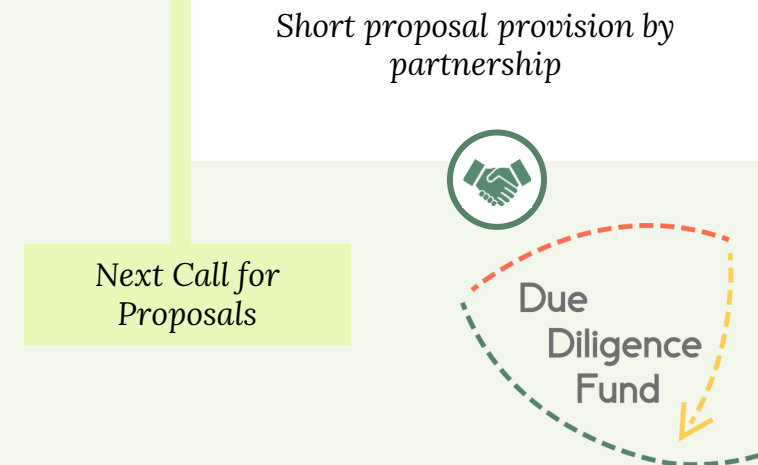 Short proposal provision by
partnership
Next Call for
Proposals
Due
Diligence
Fund